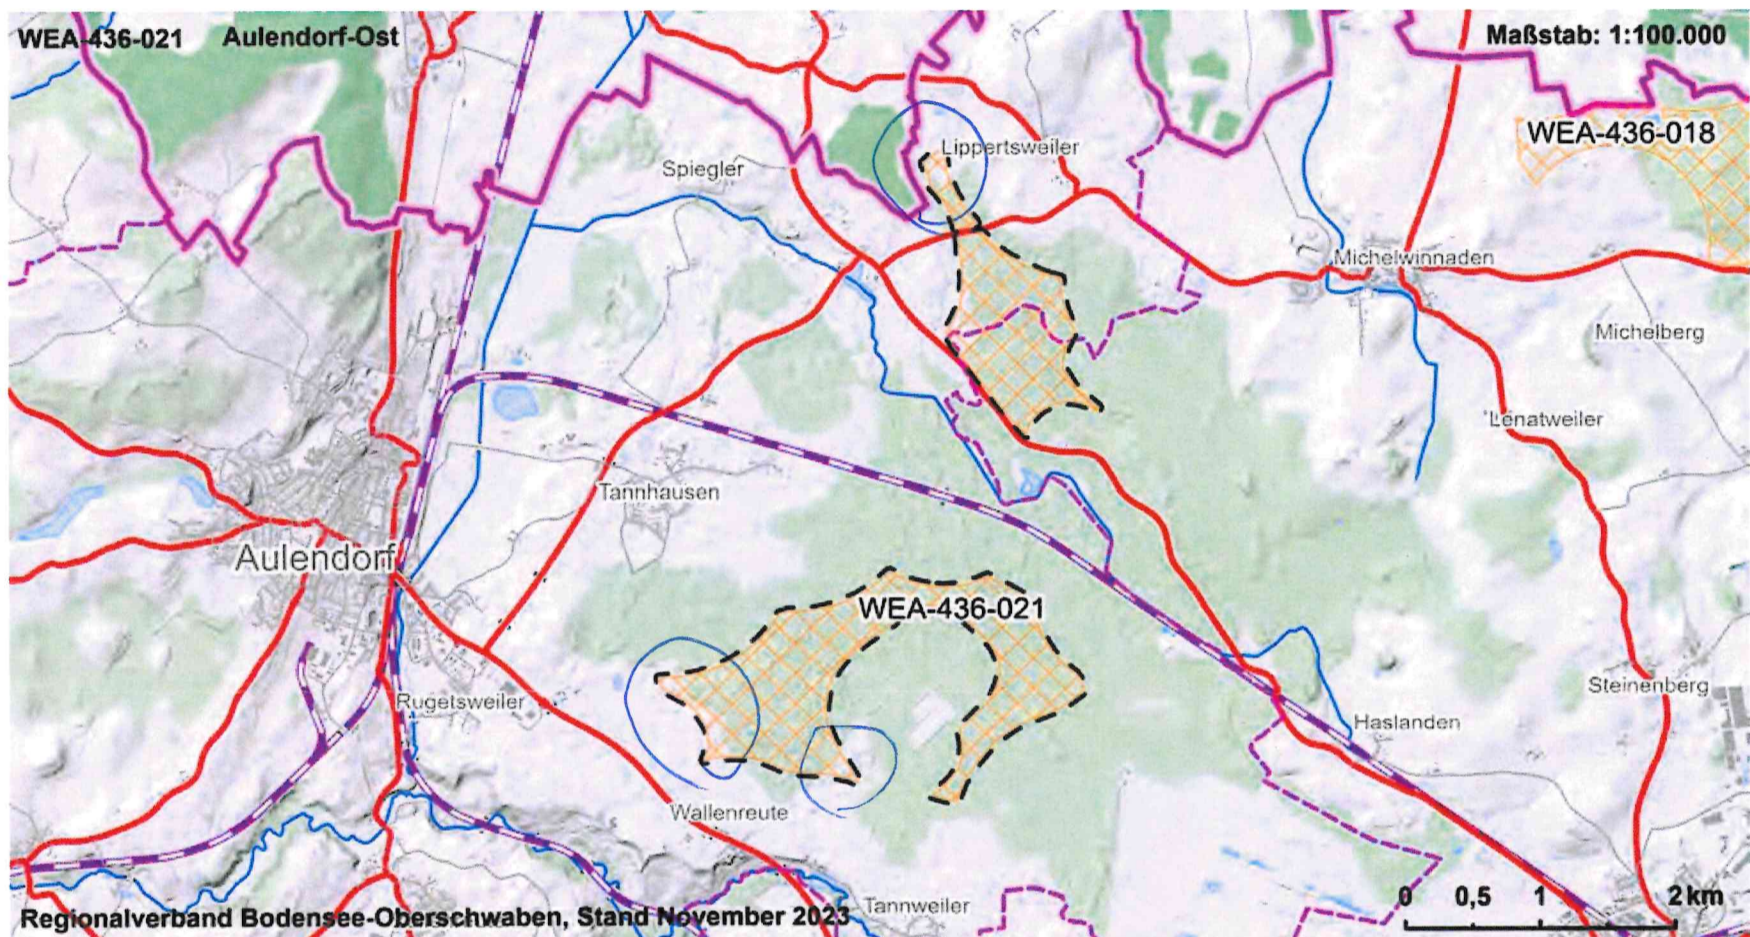 WEA-436-021 Aulendorf-Ost
Maßstab: 1:100.000
WEA-436-018
Lippertsweiler
Spiegler
Michelwinnaden
Michelberg
Lenatweiler
Tannhausen
Aulendorf
WEA-436-021
Steinenberg
Rugetsweiler
Haslanden
Wallenreute
Tannweiler
0 0,5 1 2 km
Regionalverband Bodensee-Oberschwaben, Stand November 2023